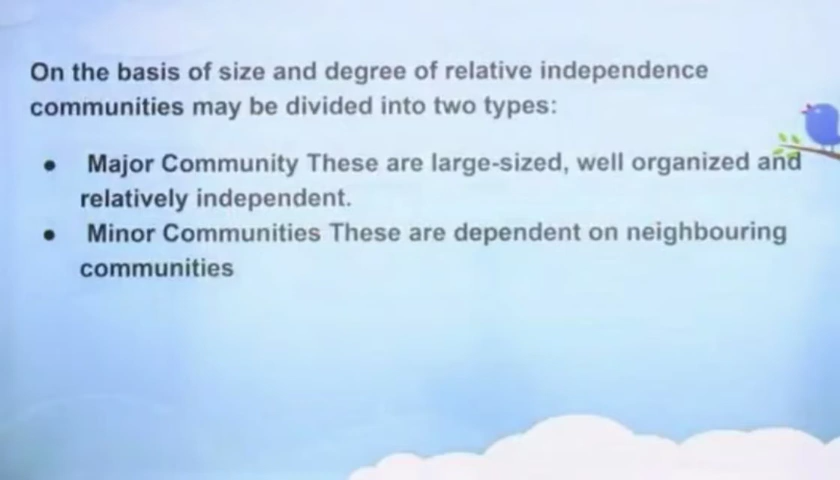 On the basis of size and degree of relative independence
communities may be divided into two types:
● Major Community These are large-sized, well organized and
relatively independent.
● Minor Communities These are dependent on neighbouring
communities